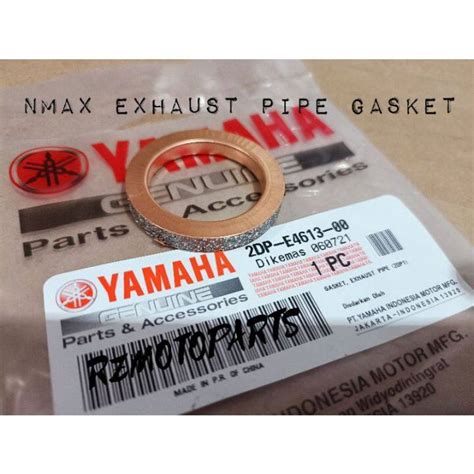 NMAX EXHAUST PIPE GASKET
YAMAHA
GENUINE
Parts & Accessories
YAMAHA
GENUINE
Parts & Accessories
2DP-E4613-00
Dikemas 060721
1 PC
GASKET, EXHAUST PIPE (2DP1)
Diedarkan Oleh
PT.YAMAHA INDONESIA MOTOR MFG.
JAKARTA-INDONESIA 13920
RZMOTOPARTS
MADE IN P.R. OF CHINA
INDONESIA MOTOR MFG.
Widyodiningrat
13920